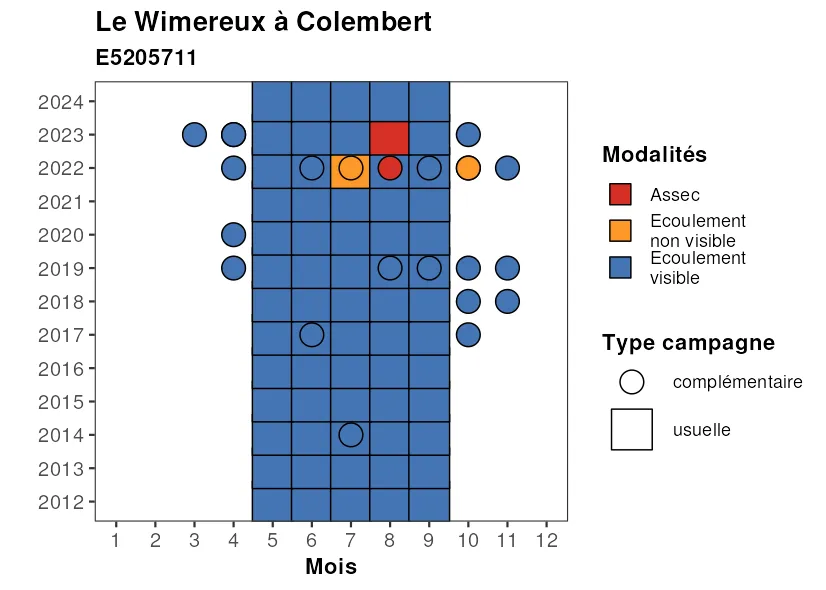 Le Wimereux à Colembert
E5205711
2024
2023
2022
2021
2020
2019
2018
2017
2016
2015
2014
2013
2012
1 2 3 4 5 6 7 8 9 10 11 12
Mois
Modalités
Assec
Ecoulement
non visible
Ecoulement
visible
Type campagne
complémentaire
usuelle